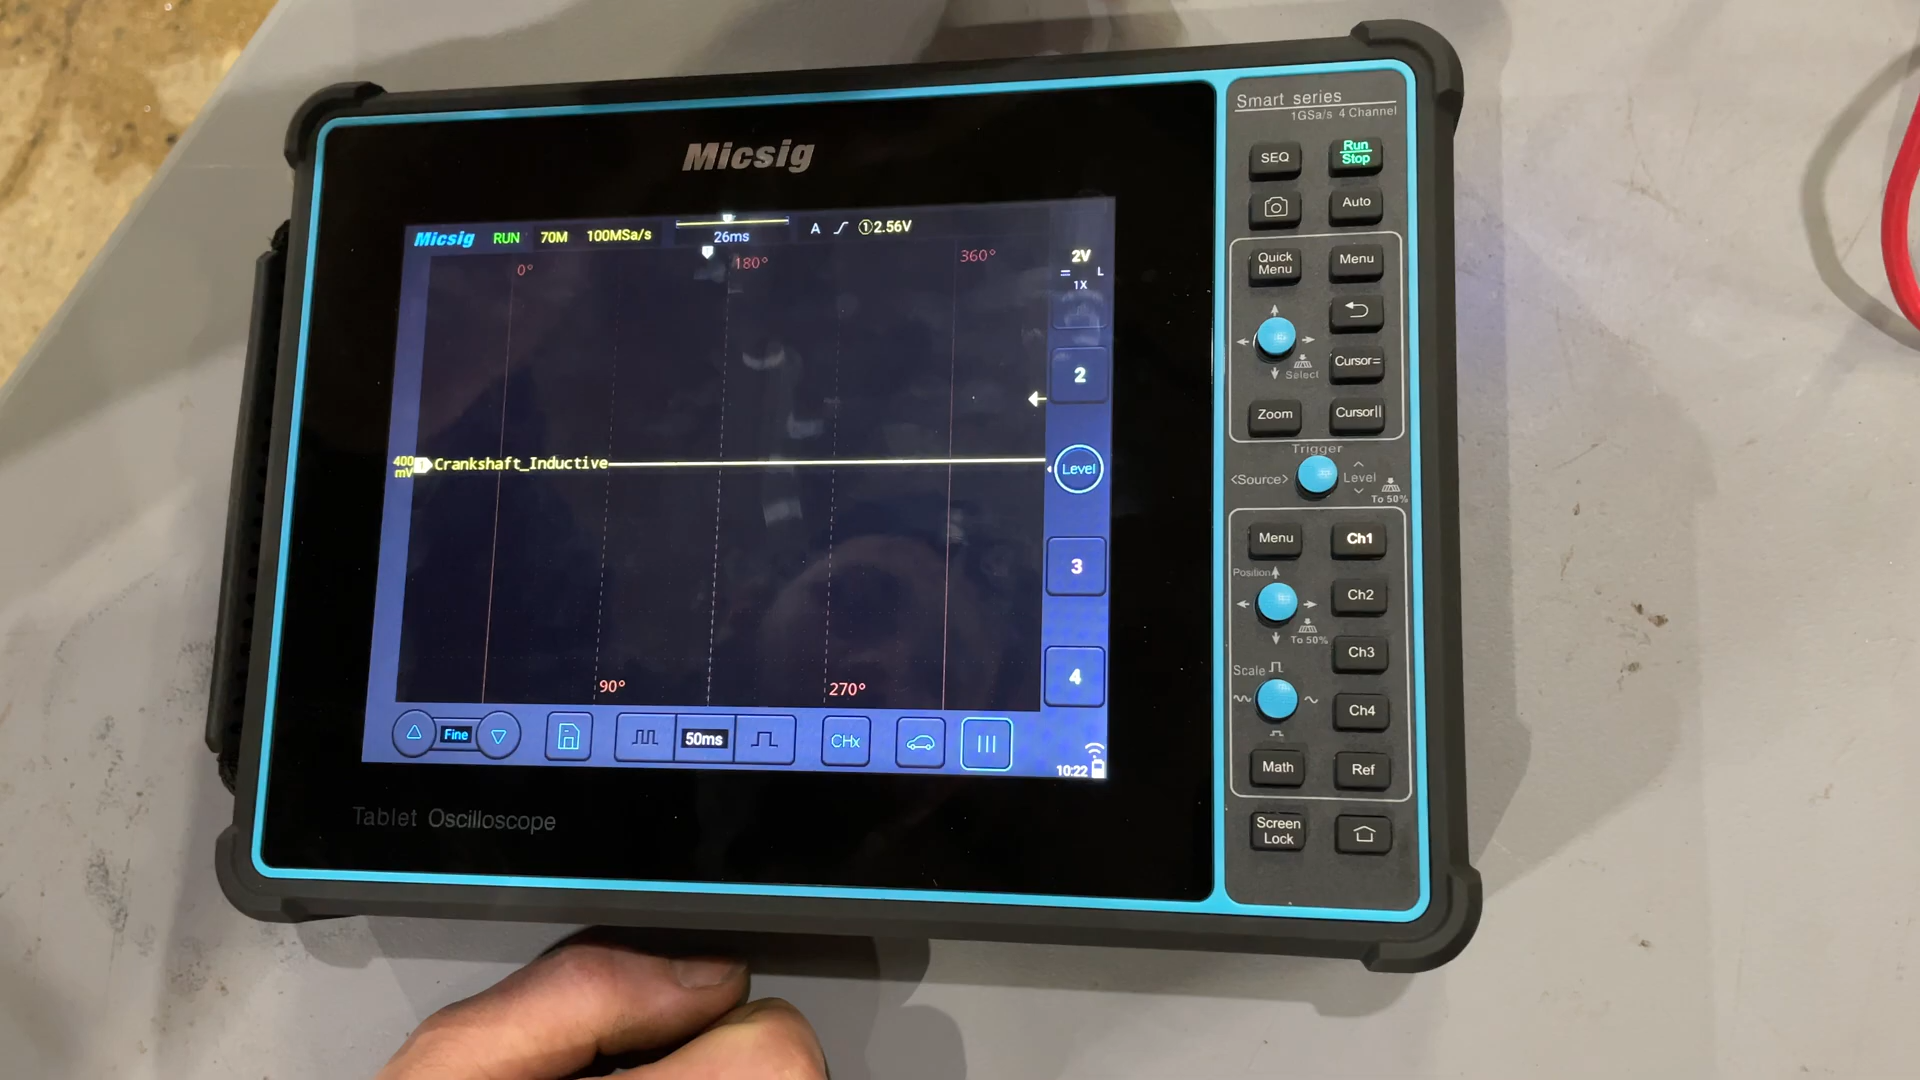 Micsig
Micsig RUN 70M 100MSa/s 26ms A ①2.56V
0° 180° 360°
2V
= L
1X
2
400
mV
1 Crankshaft_Inductive
Level
3
90° 270°
4
Fine 50ms CHx
10:22
Tablet Oscilloscope
Smart series
1GSa/s 4 Channel
SEQ Run
Stop
Auto
Quick
Menu Menu
Select
Cursor=
Zoom Cursor||
Trigger
<Source> Level
To 50%
Menu Ch1
Position
Ch2
To 50%
Ch3
Scale
Ch4
Math Ref
Screen
Lock